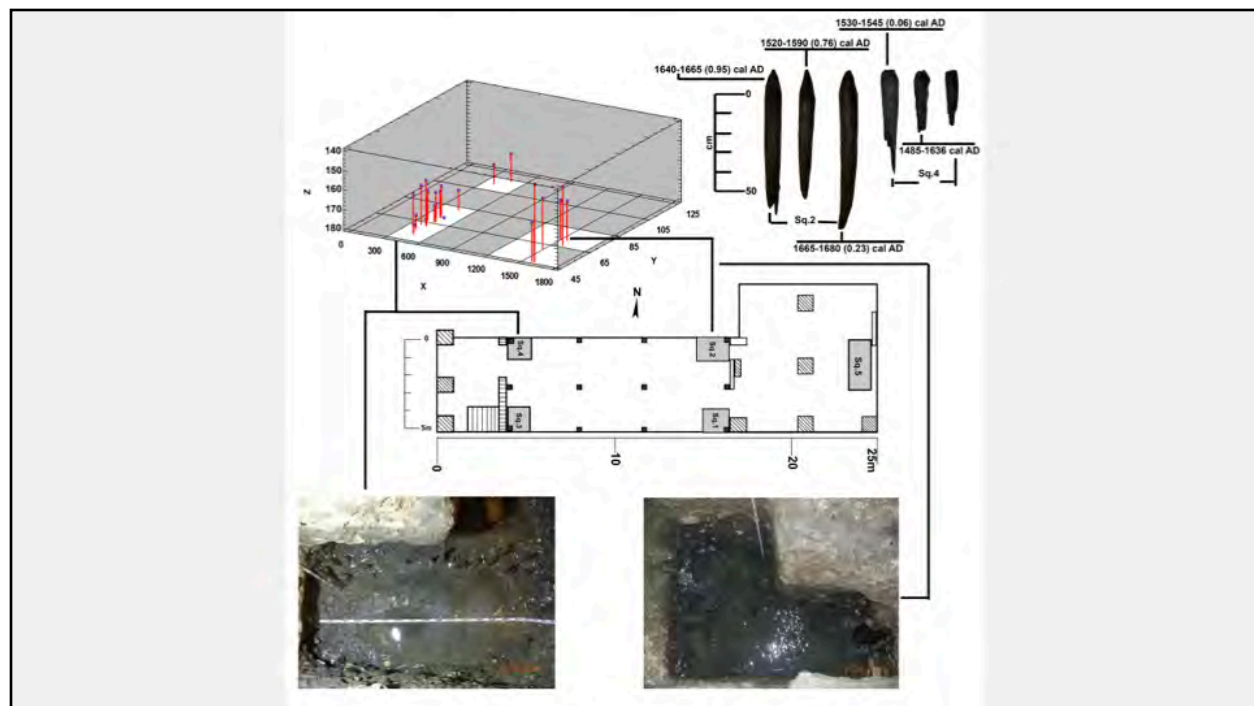 1530-1545 (0.06) cal AD
1520-1590 (0.76) cal AD
1640-1665 (0.95) cal AD
0
cm
50
1485-1636 cal AD
Sq.4
Sq.2
1665-1680 (0.23) cal AD
140
150
160
170
180
Z
0
300
600
900
1200
1500
1800
X
45
65
85
105
125
Y
N
0
5m
Sq.4
Sq.2
Sq.5
Sq.3
Sq.1
0
10
20
25m